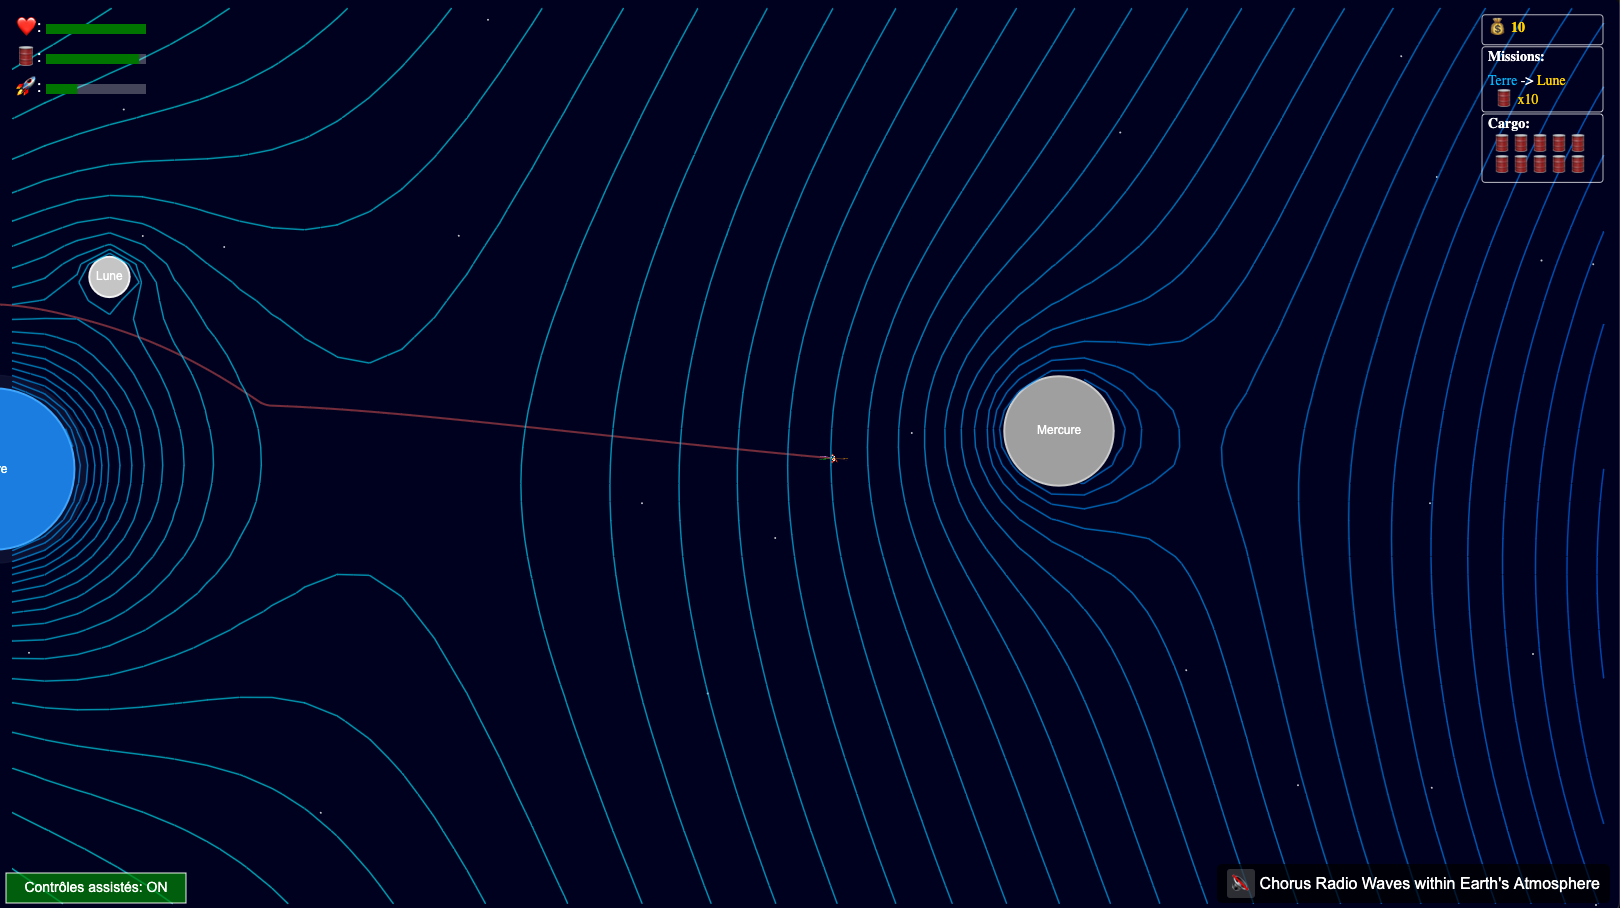 :
:
:
10
Missions:
Terre -> Lune
x10
Cargo:
Lune
Mercure
re
Contrôles assistés: ON
Chorus Radio Waves within Earth's Atmosphere